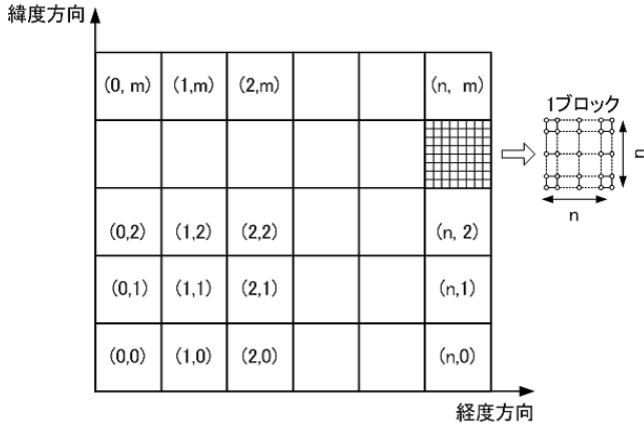 緯度方向
(0, m) (1,m) (2,m) (n, m)
1ブロック
n
n
(0,2) (1,2) (2,2) (n, 2)
(0,1) (1,1) (2,1) (n,1)
(0,0) (1,0) (2,0) (n,0)
経度方向